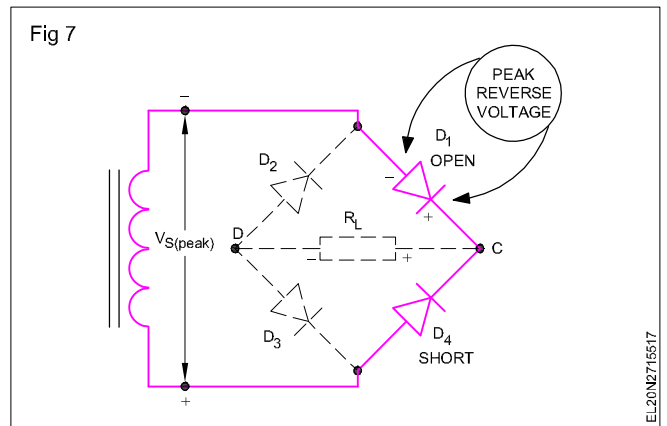 Fig 7
PEAK
REVERSE
VOLTAGE
–
D1
OPEN
–
+
D2
VS(peak)
D
RL
–
+
C
D3
D4
SHORT
+
EL20N2715517